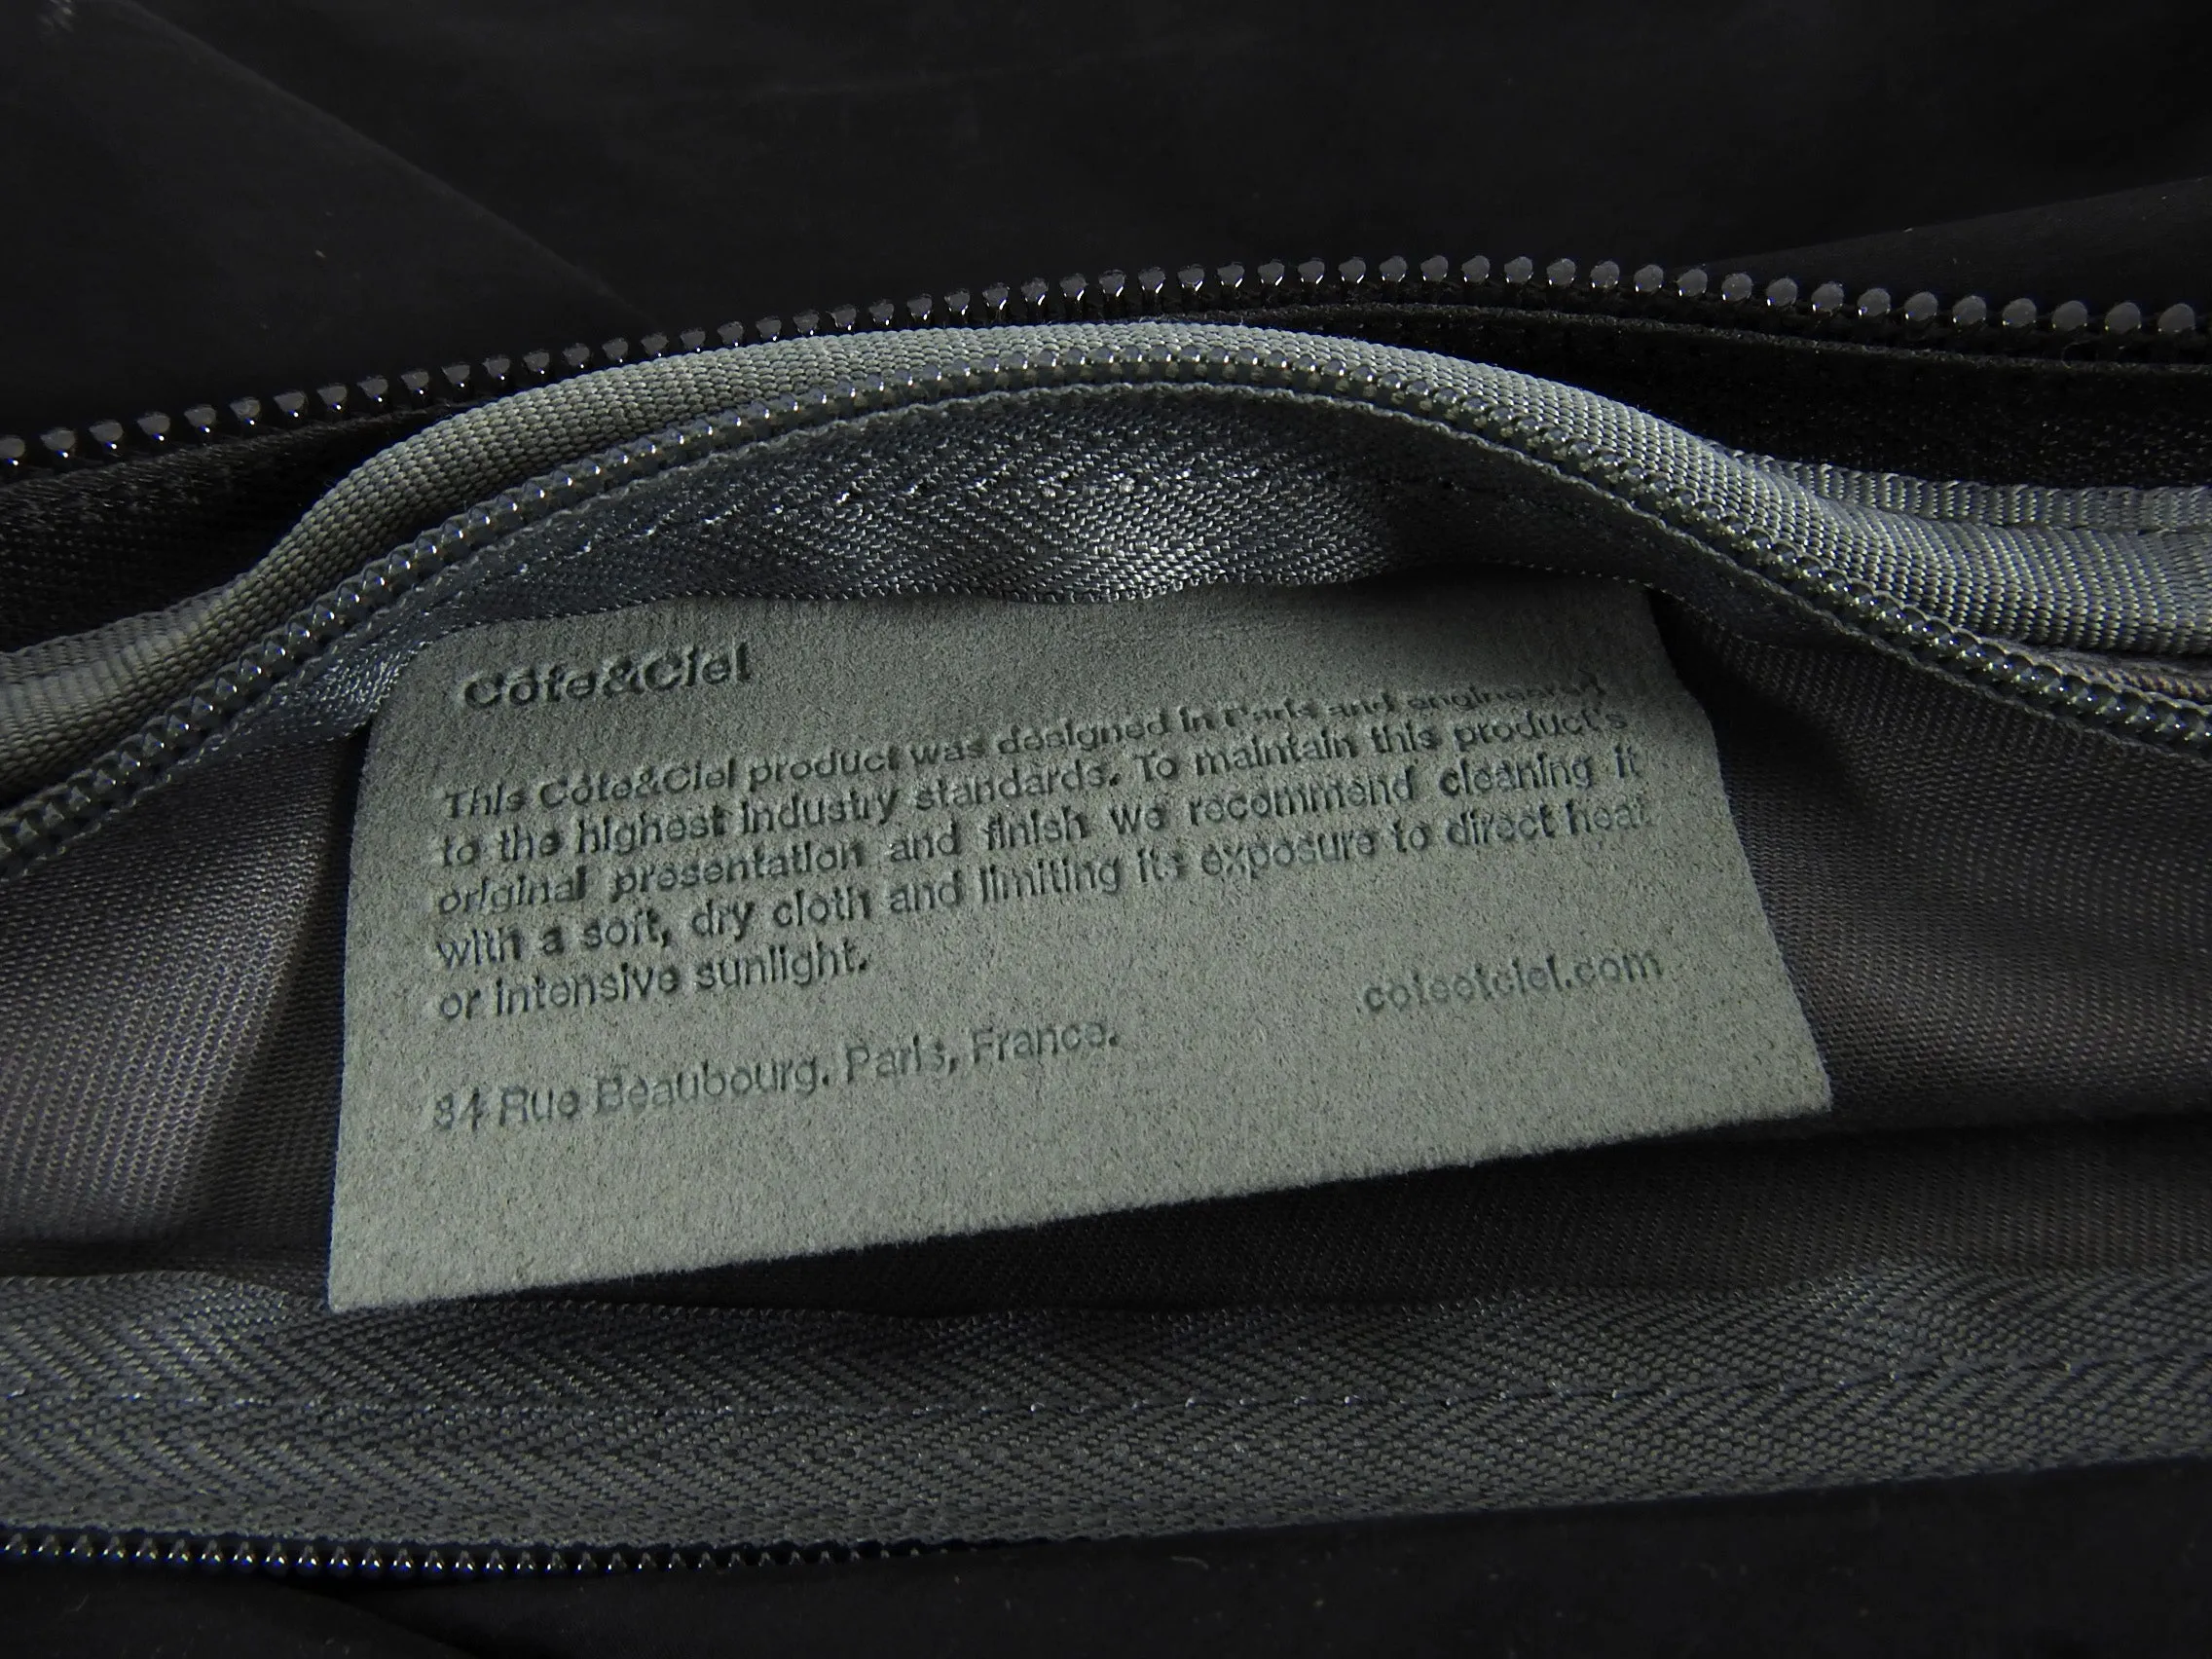 Côte&Ciel
This Côte&Ciel product was designed in Paris and engineered
to the highest industry standards. To maintain this product's
original presentation and finish we recommend cleaning it
with a soft, dry cloth and limiting its exposure to direct heat
or intensive sunlight.
coteetciel.com
84 Rue Beaubourg. Paris, France.